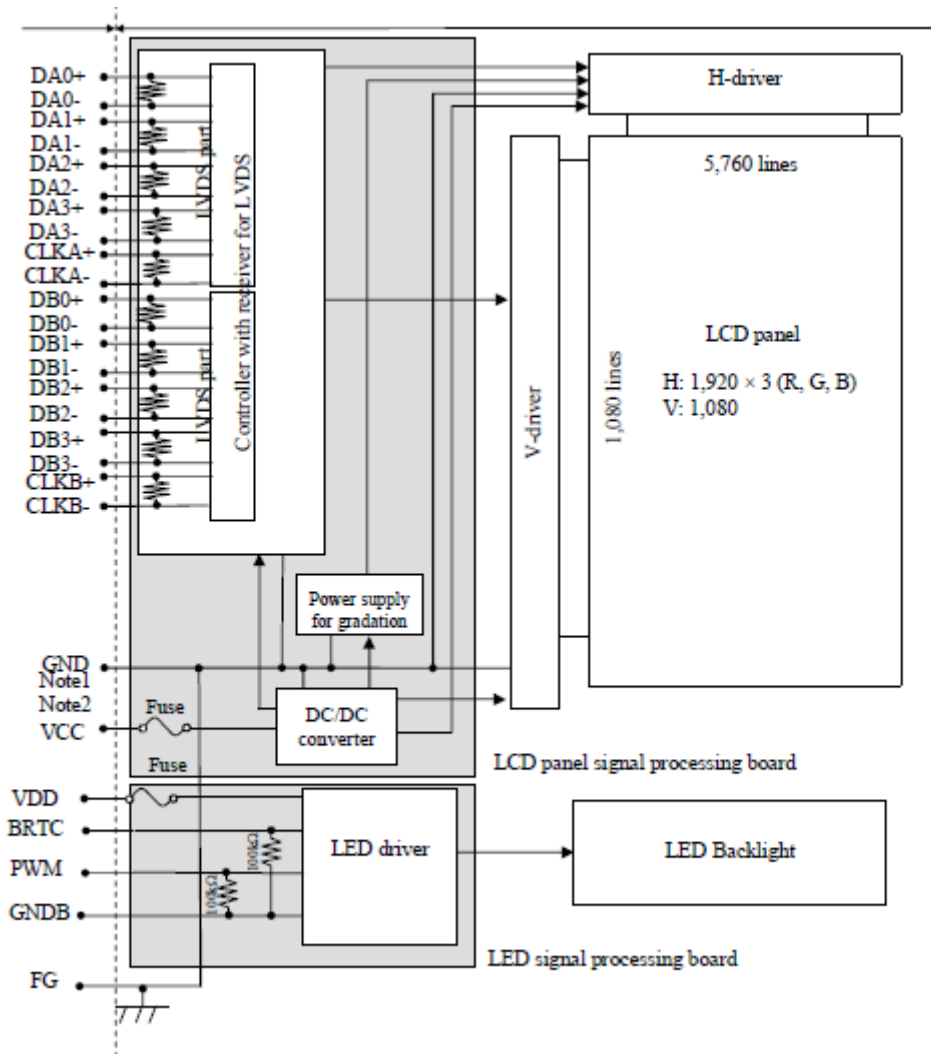 DA0+
DA0-
DA1+
DA1-
DA2+
DA2-
DA3+
DA3-
CLKA+
CLKA-
DB0+
DB0-
DB1+
DB1-
DB2+
DB2-
DB3+
DB3-
CLKB+
CLKB-
LVDS part
LVDS part
Controller with receiver for LVDS
H-driver
5,760 lines
LCD panel
H: 1,920 × 3 (R, G, B)
V: 1,080
1,080 lines
V-driver
Power supply
for gradation
GND
Note1
Note2
VCC
Fuse
DC/DC
converter
LCD panel signal processing board
Fuse
VDD
BRTC
PWM
GNDB
100kΩ
100kΩ
LED driver
LED Backlight
LED signal processing board
FG